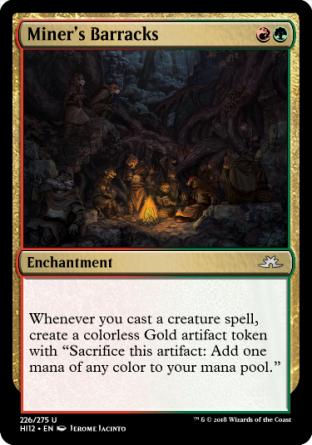 Miner's Barracks
Enchantment
Whenever you cast a creature spell,
create a colorless Gold artifact token
with “Sacrifice this artifact: Add one
mana of any color to your mana pool.”
226/275 U
HI12 • EN Jerome Jacinto
™ & © 2018 Wizards of the Coast